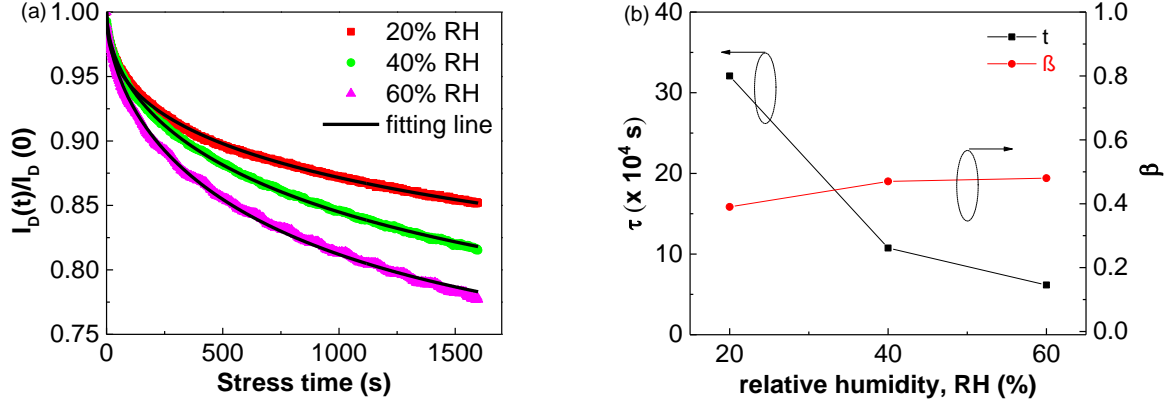 (a)
1.00
0.95
0.90
0.85
0.80
0.75
I_D(t)/I_D (0)
20% RH
40% RH
60% RH
fitting line
0
500
1000
1500
Stress time (s)
(b)
40
30
20
10
0
τ (x 10⁴ s)
t
ß
1.0
0.8
0.6
0.4
0.2
0.0
β
20
40
60
relative humidity, RH (%)